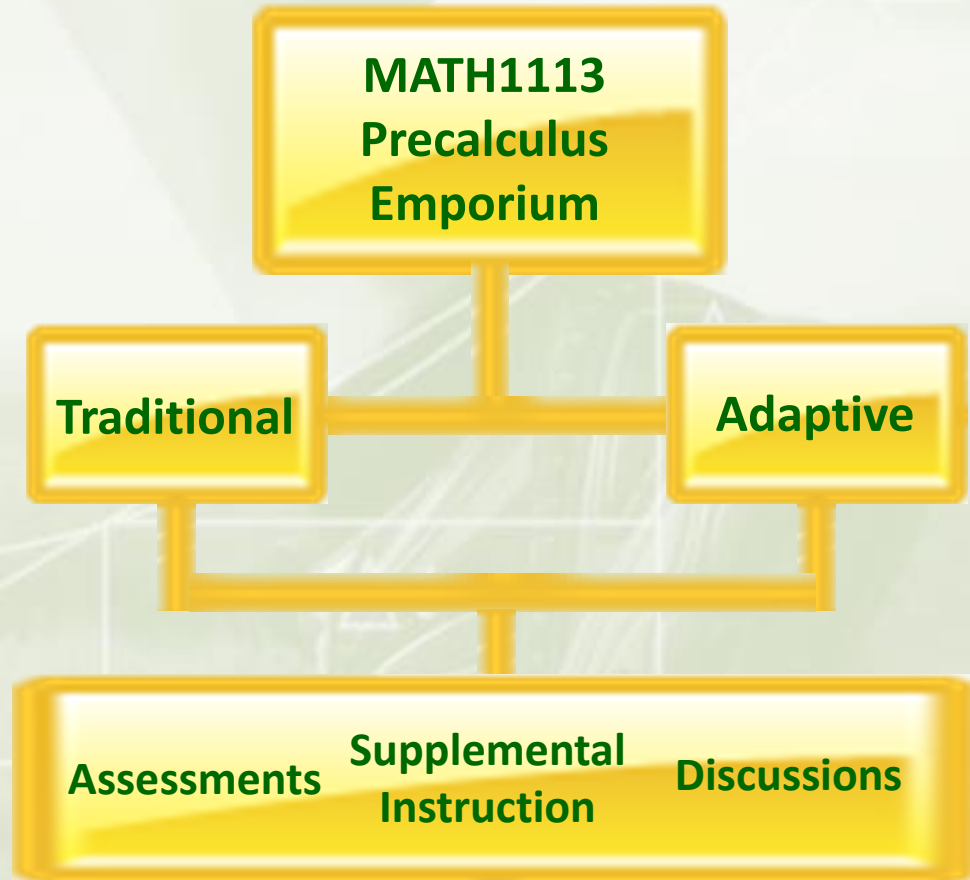 MATH1113
Precalculus
Emporium
Traditional
Adaptive
Assessments
Supplemental
Instruction
Discussions